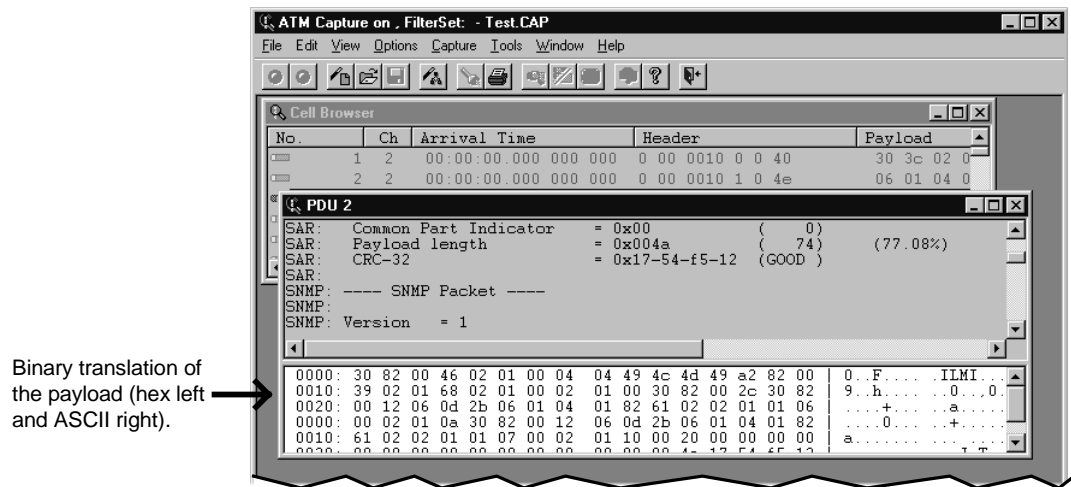 ATM Capture on , FilterSet: - Test.CAP
File Edit View Options Capture Tools Window Help
Cell Browser
No. Ch Arrival Time Header Payload
1 2 00:00:00.000 000 000 0 00 0010 0 0 40 30 3c 02 0
2 2 00:00:00.000 000 000 0 00 0010 1 0 4e 06 01 04 0
PDU 2
SAR: Common Part Indicator = 0x00 ( 0)
SAR: Payload length = 0x004a ( 74) (77.08%)
SAR: CRC-32 = 0x17-54-f5-12 (GOOD )
SAR:
SNMP: ---- SNMP Packet ----
SNMP:
SNMP: Version = 1
Binary translation of
the payload (hex left
and ASCII right).
0000: 30 82 00 46 02 01 00 04 04 49 4c 4d 49 a2 82 00 | 0..F.... .ILMI...
0010: 39 02 01 68 02 01 00 02 01 00 30 82 00 2c 30 82 | 9..h.... ..0..,0.
0020: 00 12 06 0d 2b 06 01 04 01 82 61 02 02 01 01 06 | ....+... ..a.....
0000: 00 02 01 0a 30 82 00 12 06 0d 2b 06 01 04 01 82 | ....0... ..+.....
0010: 61 02 02 01 01 07 00 02 01 10 00 20 00 00 00 00 | a....... ... ....